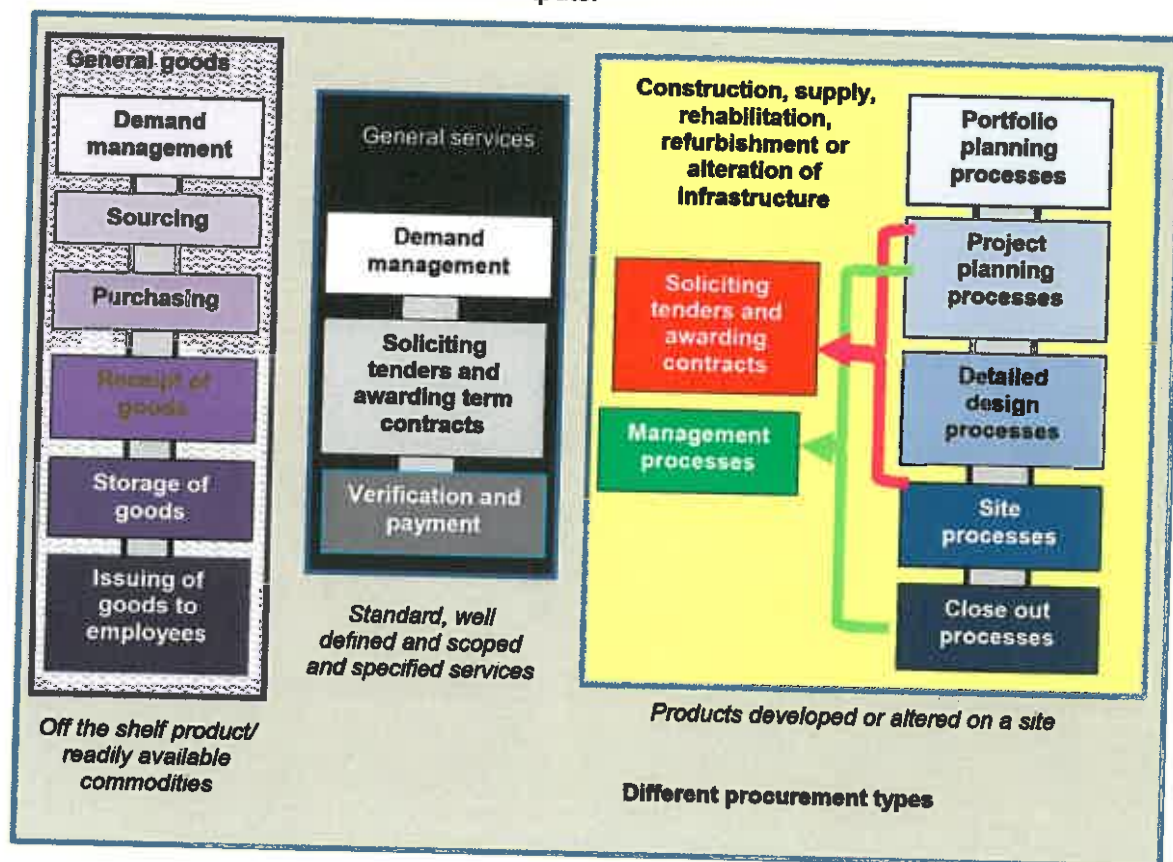 General goods
Demand
management
Sourcing
Purchasing
Receipt of
goods
Storage of
goods
Issuing of
goods to
employees
Off the shelf product/
readily available
commodities
General services
Demand
management
Soliciting
tenders and
awarding term
contracts
Verification and
payment
Standard, well
defined and scoped
and specified services
Construction, supply,
rehabilitation,
refurbishment or
alteration of
infrastructure
Soliciting
tenders and
awarding
contracts
Management
processes
Portfolio
planning
processes
Project
planning
processes
Detailed
design
processes
Site
processes
Close out
processes
Products developed or altered on a site
Different procurement types